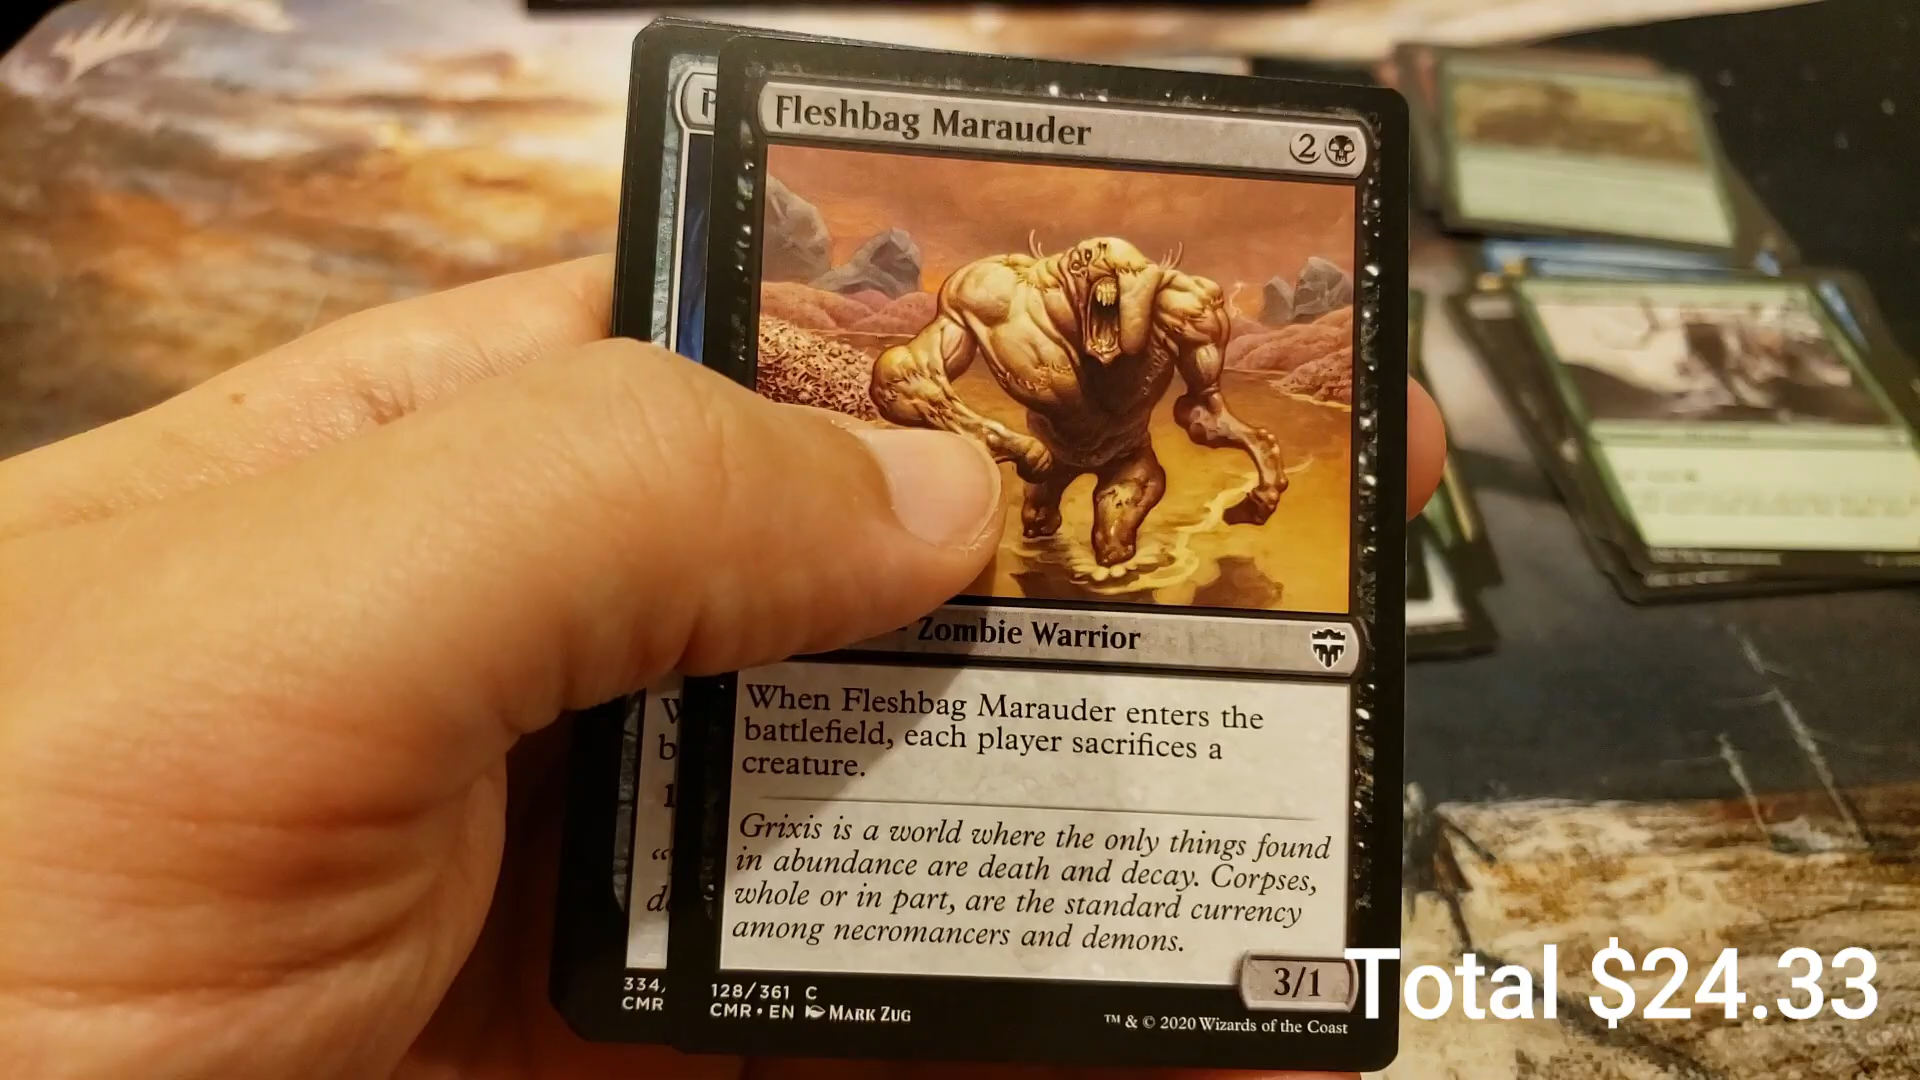 Fleshbag Marauder
2
P
- Zombie Warrior
When Fleshbag Marauder enters the
battlefield, each player sacrifices a
creature.
Grixis is a world where the only things found
in abundance are death and decay. Corpses,
whole or in part, are the standard currency
among necromancers and demons.
3/1
128/361 C
CMR • EN Mark Zug
™ & © 2020 Wizards of the Coast
W
b
1
“
d
334/
CMR
Total $24.33